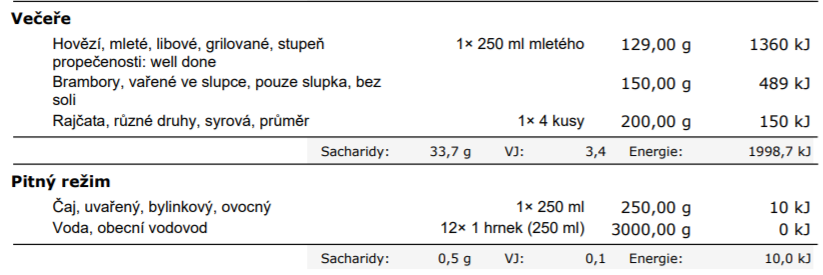 Večeře
Hovězí, mleté, libové, grilované, stupeň 1× 250 ml mletého 129,00 g 1360 kJ
propečenosti: well done
Brambory, vařené ve slupce, pouze slupka, bez 150,00 g 489 kJ
soli
Rajčata, různé druhy, syrová, průměr 1× 4 kusy 200,00 g 150 kJ
Sacharidy: 33,7 g VJ: 3,4 Energie: 1998,7 kJ
Pitný režim
Čaj, uvařený, bylinkový, ovocný 1× 250 ml 250,00 g 10 kJ
Voda, obecní vodovod 12× 1 hrnek (250 ml) 3000,00 g 0 kJ
Sacharidy: 0,5 g VJ: 0,1 Energie: 10,0 kJ